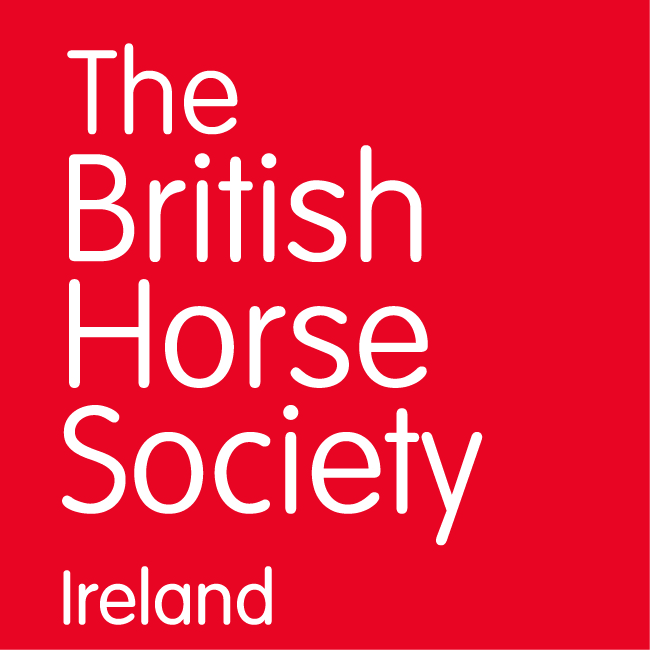 The
British
Horse
Society
Ireland